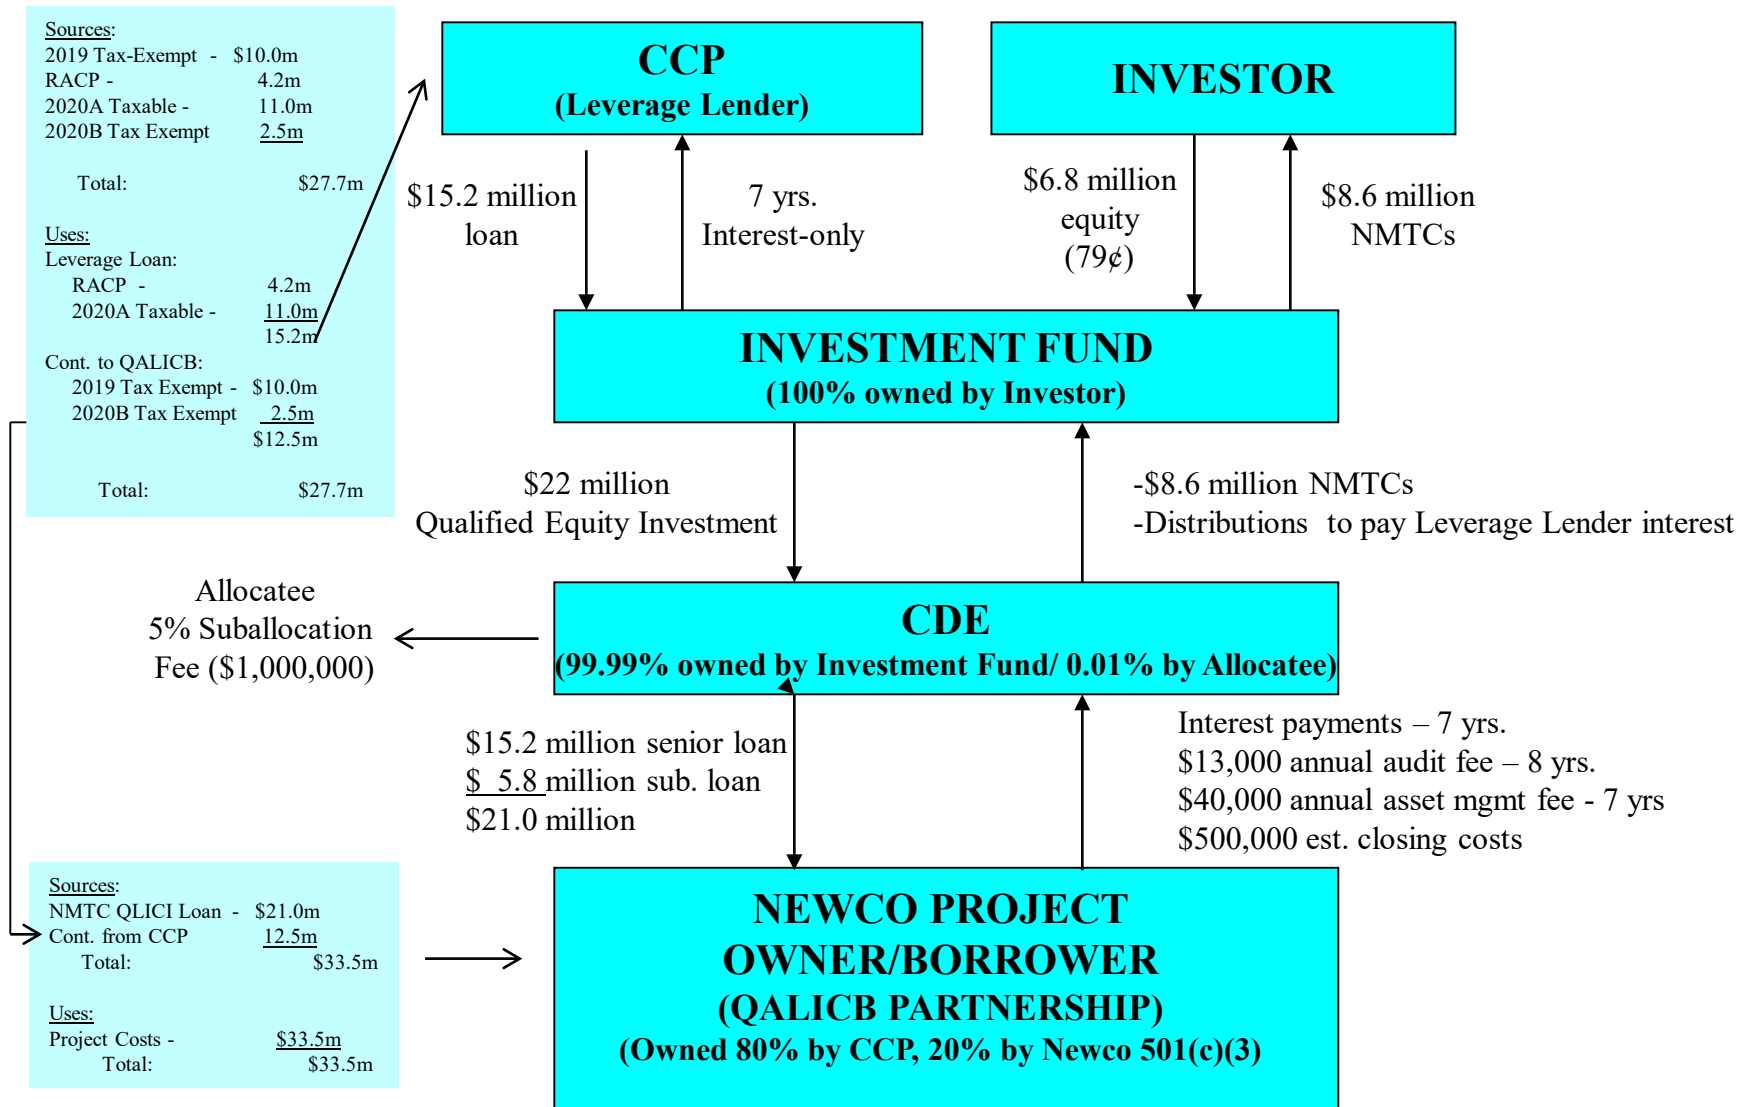 Sources:
2019 Tax-Exempt - $10.0m
RACP - 4.2m
2020A Taxable - 11.0m
2020B Tax Exempt 2.5m
Total: $27.7m
Uses:
Leverage Loan:
RACP - 4.2m
2020A Taxable - 11.0m
15.2m
Cont. to QALICB:
2019 Tax Exempt - $10.0m
2020B Tax Exempt 2.5m
$12.5m
Total: $27.7m
CCP
(Leverage Lender)
INVESTOR
$15.2 million
loan
7 yrs.
Interest-only
$6.8 million
equity
(79¢)
$8.6 million
NMTCs
INVESTMENT FUND
(100% owned by Investor)
$22 million
Qualified Equity Investment
-$8.6 million NMTCs
-Distributions to pay Leverage Lender interest
Allocatee
5% Suballocation
Fee ($1,000,000)
CDE
(99.99% owned by Investment Fund/ 0.01% by Allocatee)
$15.2 million senior loan
$ 5.8 million sub. loan
$21.0 million
Interest payments – 7 yrs.
$13,000 annual audit fee – 8 yrs.
$40,000 annual asset mgmt fee - 7 yrs
$500,000 est. closing costs
Sources:
NMTC QLICI Loan - $21.0m
Cont. from CCP 12.5m
Total: $33.5m
Uses:
Project Costs - $33.5m
Total: $33.5m
NEWCO PROJECT
OWNER/BORROWER
(QALICB PARTNERSHIP)
(Owned 80% by CCP, 20% by Newco 501(c)(3)